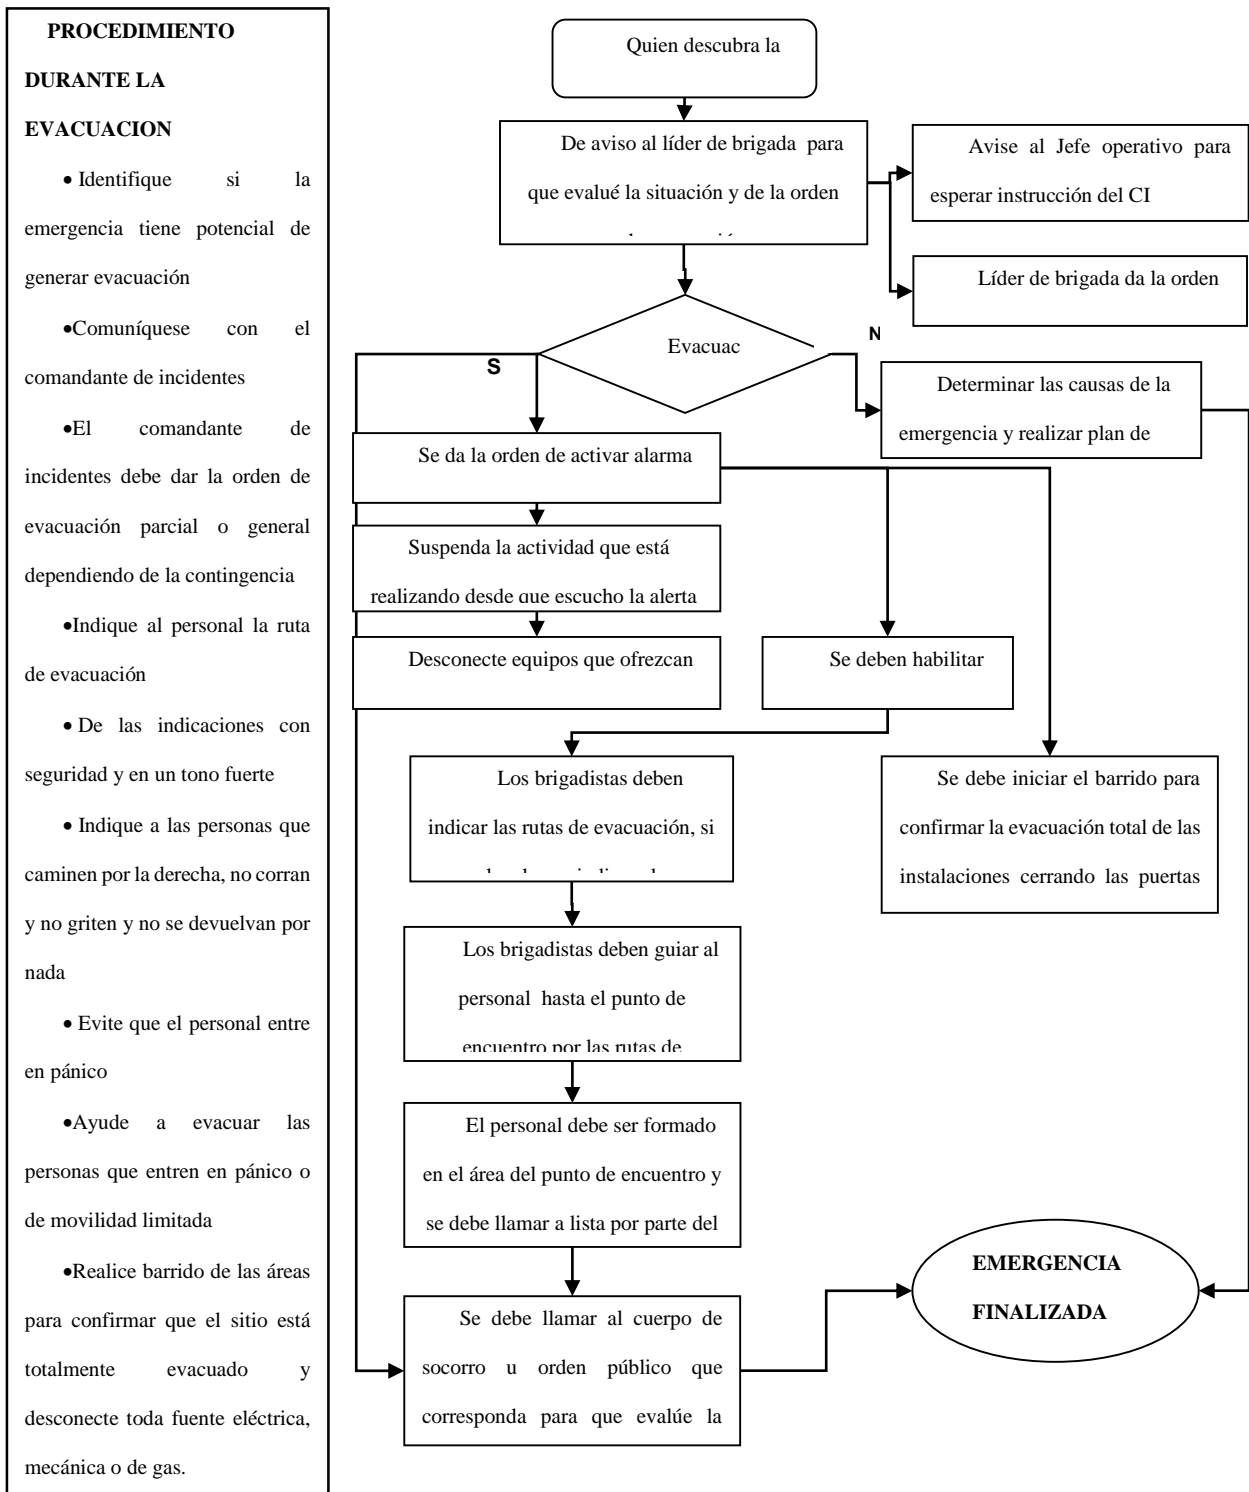 PROCEDIMIENTO
DURANTE LA
EVACUACION
• Identifique si la
emergencia tiene potencial de
generar evacuación
•Comuníquese con el
comandante de incidentes
•El comandante de
incidentes debe dar la orden de
evacuación parcial o general
dependiendo de la contingencia
•Indique al personal la ruta
de evacuación
• De las indicaciones con
seguridad y en un tono fuerte
• Indique a las personas que
caminen por la derecha, no corran
y no griten y no se devuelvan por
nada
• Evite que el personal entre
en pánico
•Ayude a evacuar las
personas que entren en pánico o
de movilidad limitada
•Realice barrido de las áreas
para confirmar que el sitio está
totalmente evacuado y
desconecte toda fuente eléctrica,
mecánica o de gas.
Quien descubra la
De aviso al líder de brigada para
que evalué la situación y de la orden
Avise al Jefe operativo para
esperar instrucción del CI
Líder de brigada da la orden
Evacuac
S
N
Determinar las causas de la
emergencia y realizar plan de
Se da la orden de activar alarma
Suspenda la actividad que está
realizando desde que escucho la alerta
Desconecte equipos que ofrezcan
Se deben habilitar
Los brigadistas deben
indicar las rutas de evacuación, si
Se debe iniciar el barrido para
confirmar la evacuación total de las
instalaciones cerrando las puertas
Los brigadistas deben guiar al
personal hasta el punto de
encuentro por las rutas de
El personal debe ser formado
en el área del punto de encuentro y
se debe llamar a lista por parte del
Se debe llamar al cuerpo de
socorro u orden público que
corresponda para que evalúe la
EMERGENCIA
FINALIZADA